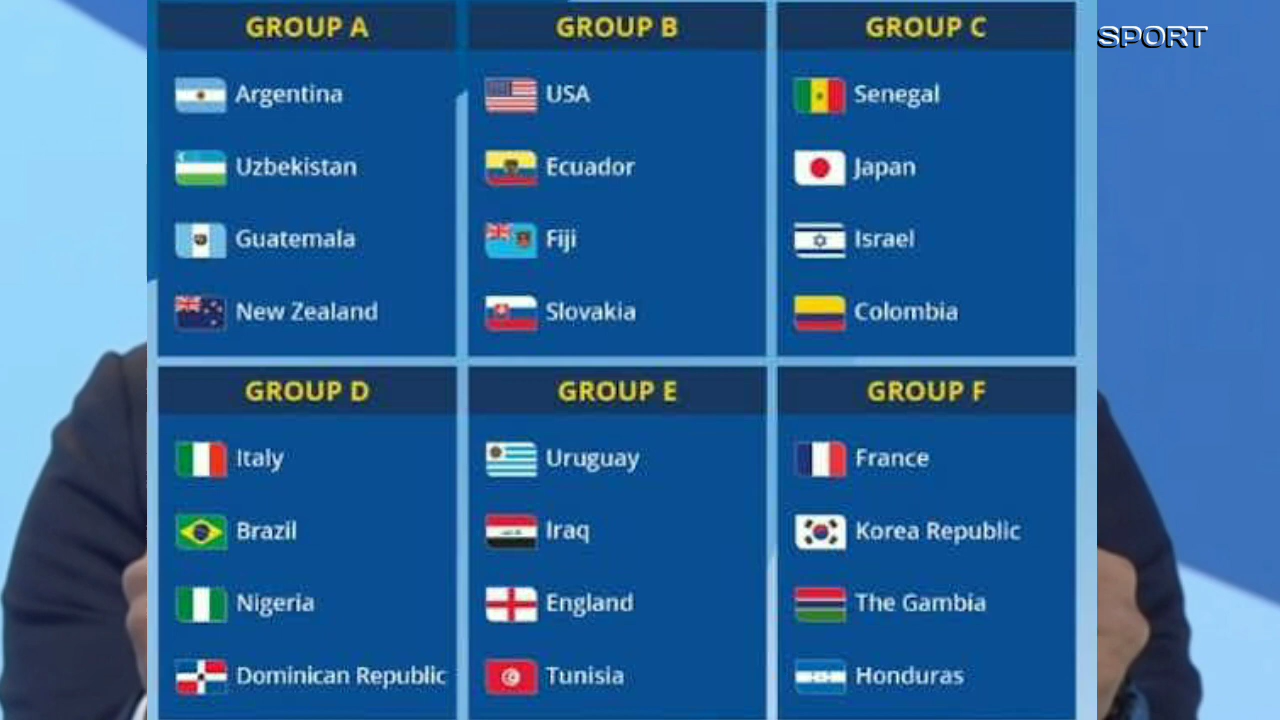 GROUP A
Argentina
Uzbekistan
Guatemala
New Zealand
GROUP B
USA
Ecuador
Fiji
Slovakia
GROUP C
Senegal
Japan
Israel
Colombia
GROUP D
Italy
Brazil
Nigeria
Dominican Republic
GROUP E
Uruguay
Iraq
England
Tunisia
GROUP F
France
Korea Republic
The Gambia
Honduras
SPORT